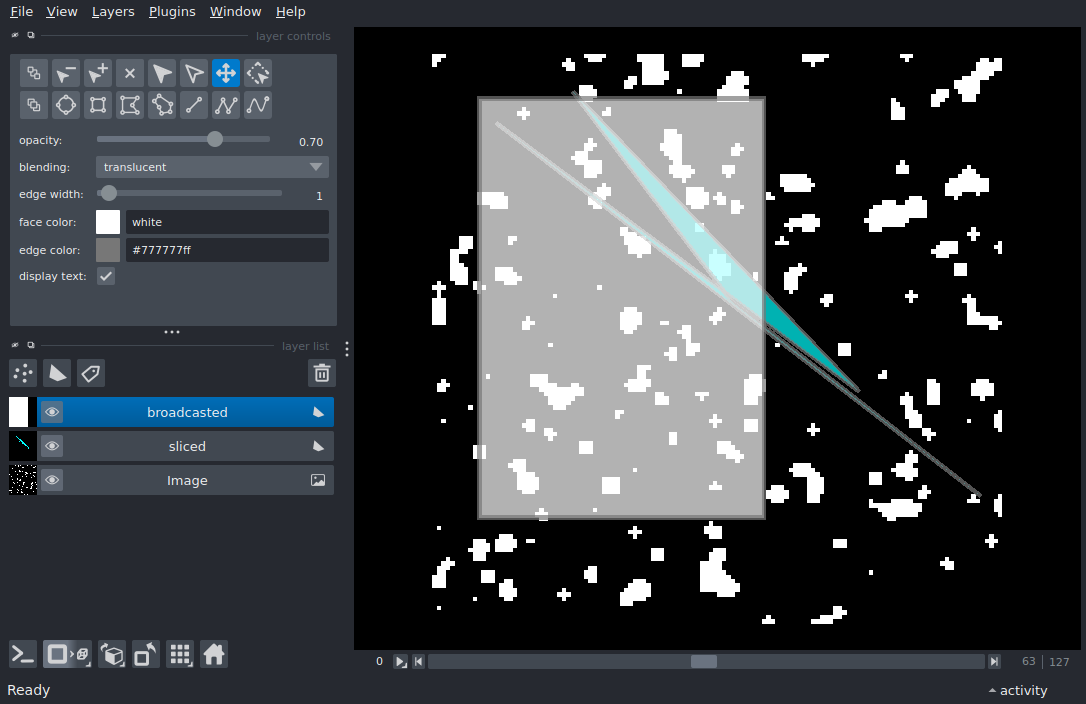 File View Layers Plugins Window Help
layer controls
opacity: 0.70
blending: translucent
edge width: 1
face color: white
edge color: #777777ff
display text:
layer list
broadcasted
sliced
Image
0 63 127
Ready activity